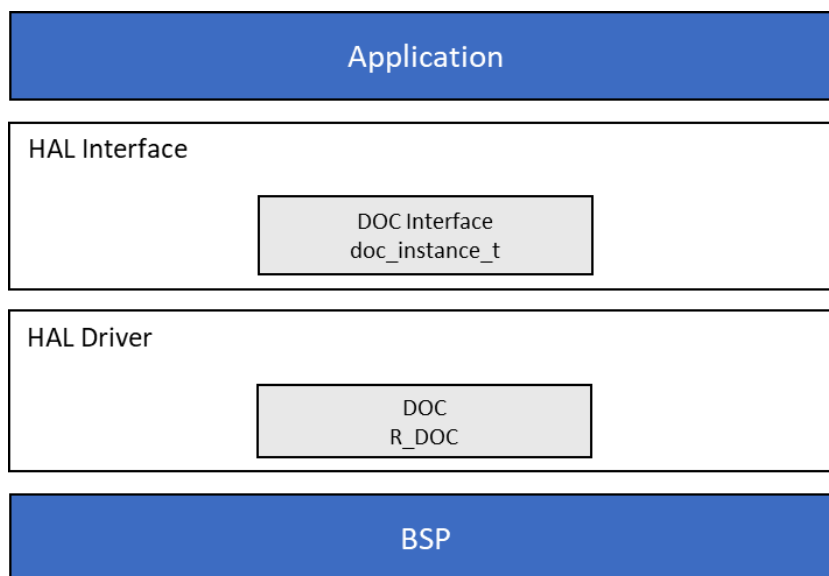 Application
HAL Interface
DOC Interface
doc_instance_t
HAL Driver
DOC
R_DOC
BSP